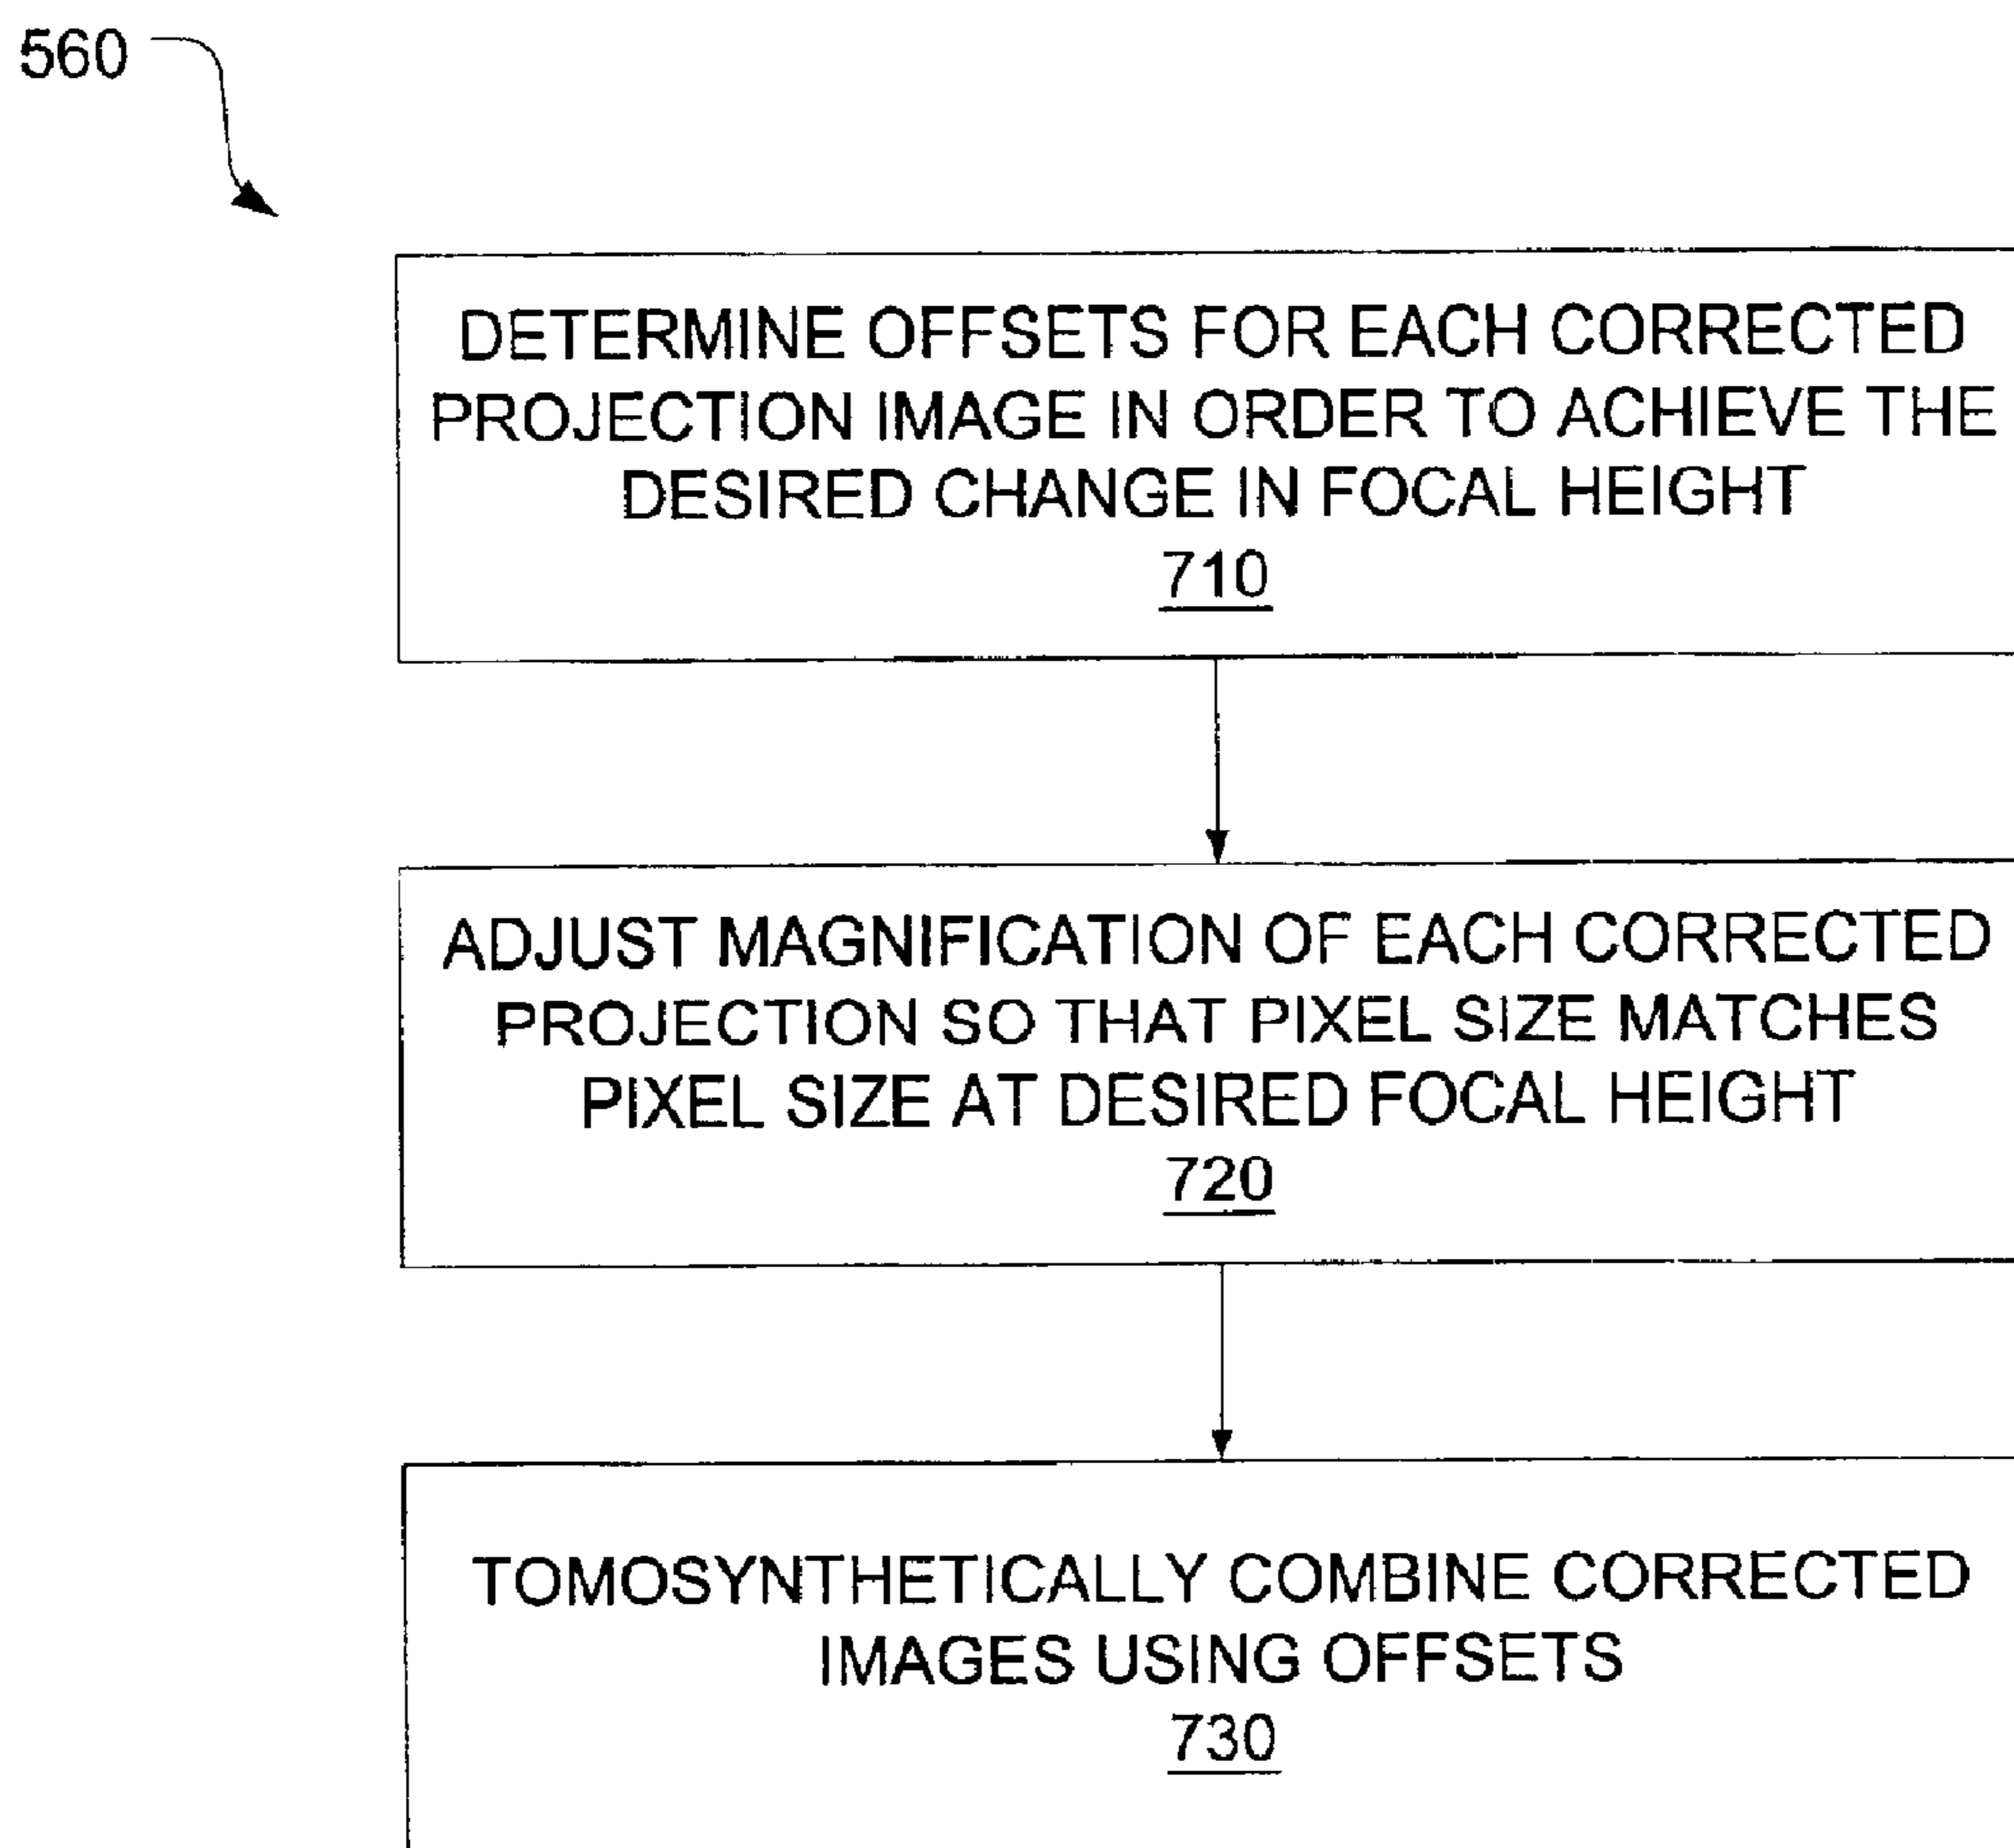 560
DETERMINE OFFSETS FOR EACH CORRECTED
PROJECTION IMAGE IN ORDER TO ACHIEVE THE
DESIRED CHANGE IN FOCAL HEIGHT
710
ADJUST MAGNIFICATION OF EACH CORRECTED
PROJECTION SO THAT PIXEL SIZE MATCHES
PIXEL SIZE AT DESIRED FOCAL HEIGHT
720
TOMOSYNTHETICALLY COMBINE CORRECTED
IMAGES USING OFFSETS
730